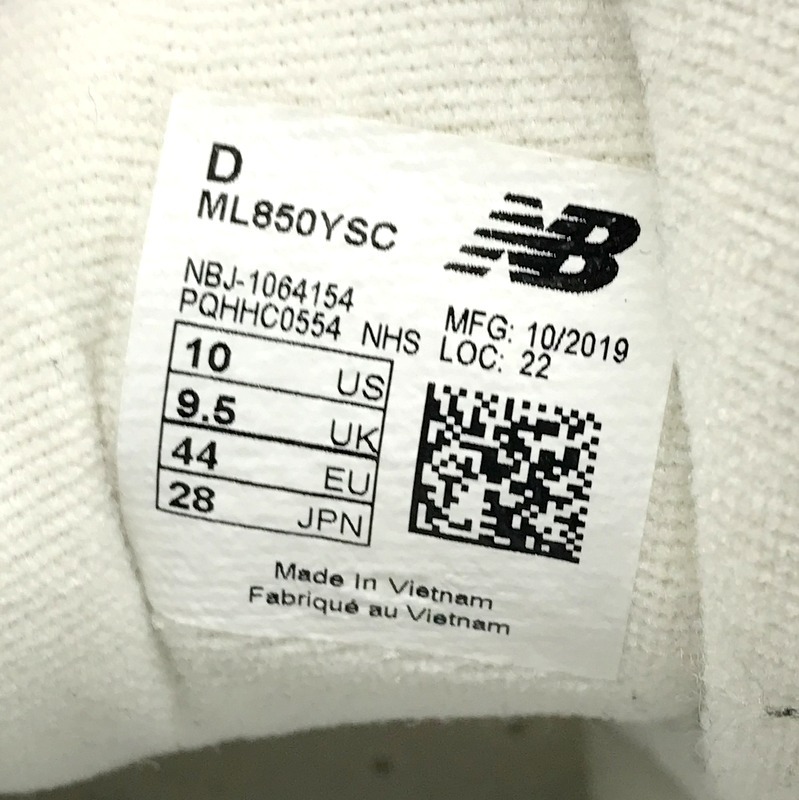 D
ML850YSC
NB
NBJ-1064154
PQHHC0554 NHS
MFG: 10/2019
LOC: 22
10 US
9.5 UK
44 EU
28 JPN
Made In Vietnam
Fabriqué au Vietnam